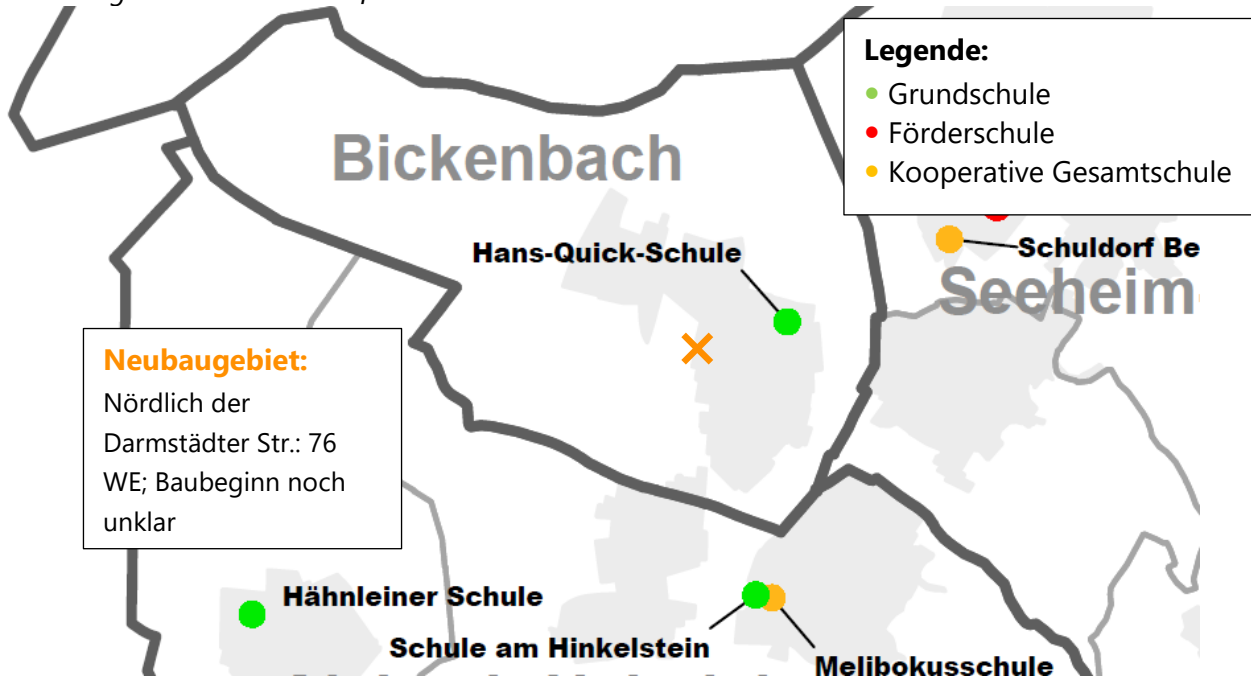 Bickenbach
Legende:
Grundschule
Förderschule
Kooperative Gesamtschule
Hans-Quick-Schule
Schuldorf Be
Seeheim-
Neubaugebiet:
Nördlich der
Darmstädter Str.: 76
WE; Baubeginn noch
unklar
Hähnleiner Schule
Schule am Hinkelstein
Melibokusschule